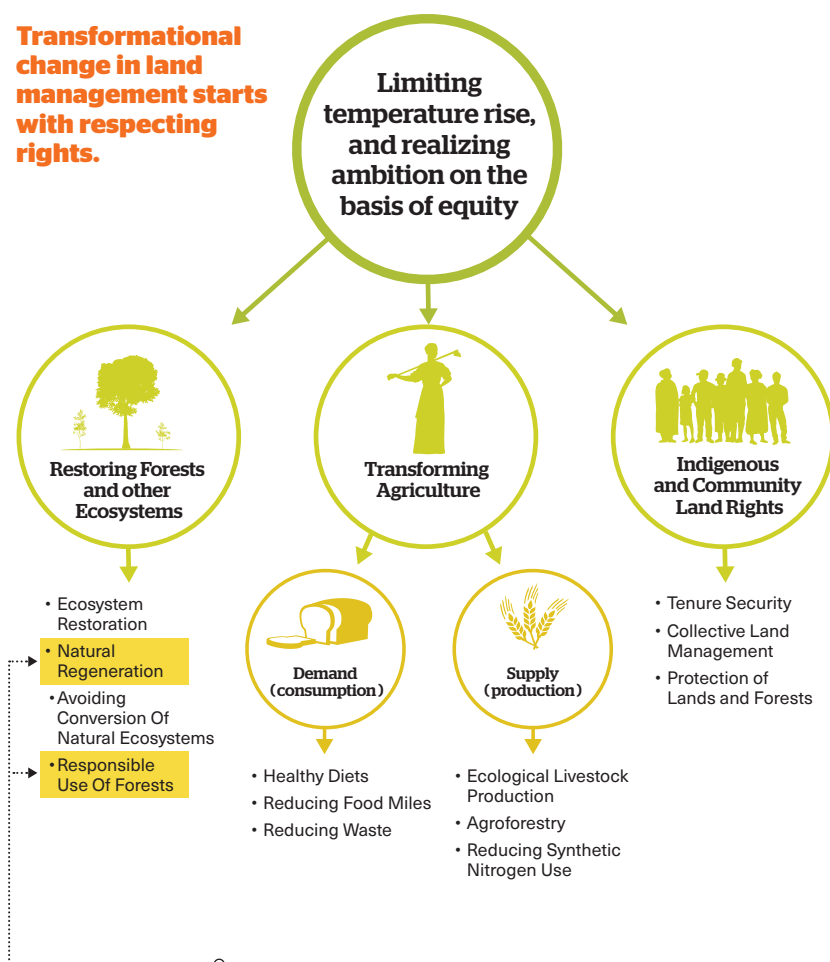 Transformational
change in land
management starts
with respecting
rights.
Limiting
temperature rise,
and realizing
ambition on the
basis of equity
Restoring Forests
and other
Ecosystems
Transforming
Agriculture
Indigenous
and Community
Land Rights
• Ecosystem
Restoration
• Natural
Regeneration
• Avoiding
Conversion Of
Natural Ecosystems
• Responsible
Use Of Forests
Demand
(consumption)
Supply
(production)
• Healthy Diets
• Reducing Food Miles
• Reducing Waste
• Ecological Livestock
Production
• Agroforestry
• Reducing Synthetic
Nitrogen Use
• Tenure Security
• Collective Land
Management
• Protection of
Lands and Forests